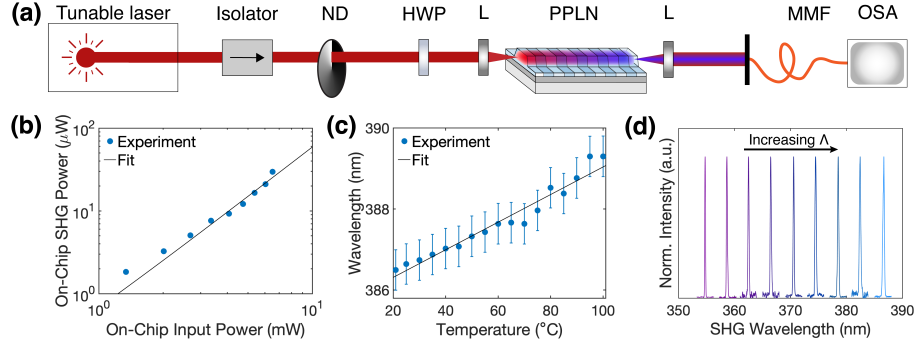 (a)
Tunable laser
Isolator
ND
HWP
L
PPLN
L
MMF
OSA
(b)
On-Chip SHG Power (μW)
10²
10¹
10⁰
Experiment
Fit
10⁰
10¹
On-Chip Input Power (mW)
(c)
Wavelength (nm)
390
388
386
Experiment
Fit
20
40
60
80
100
Temperature (°C)
(d)
Norm. Intensity (a.u.)
Increasing Λ
350
360
370
380
390
SHG Wavelength (nm)